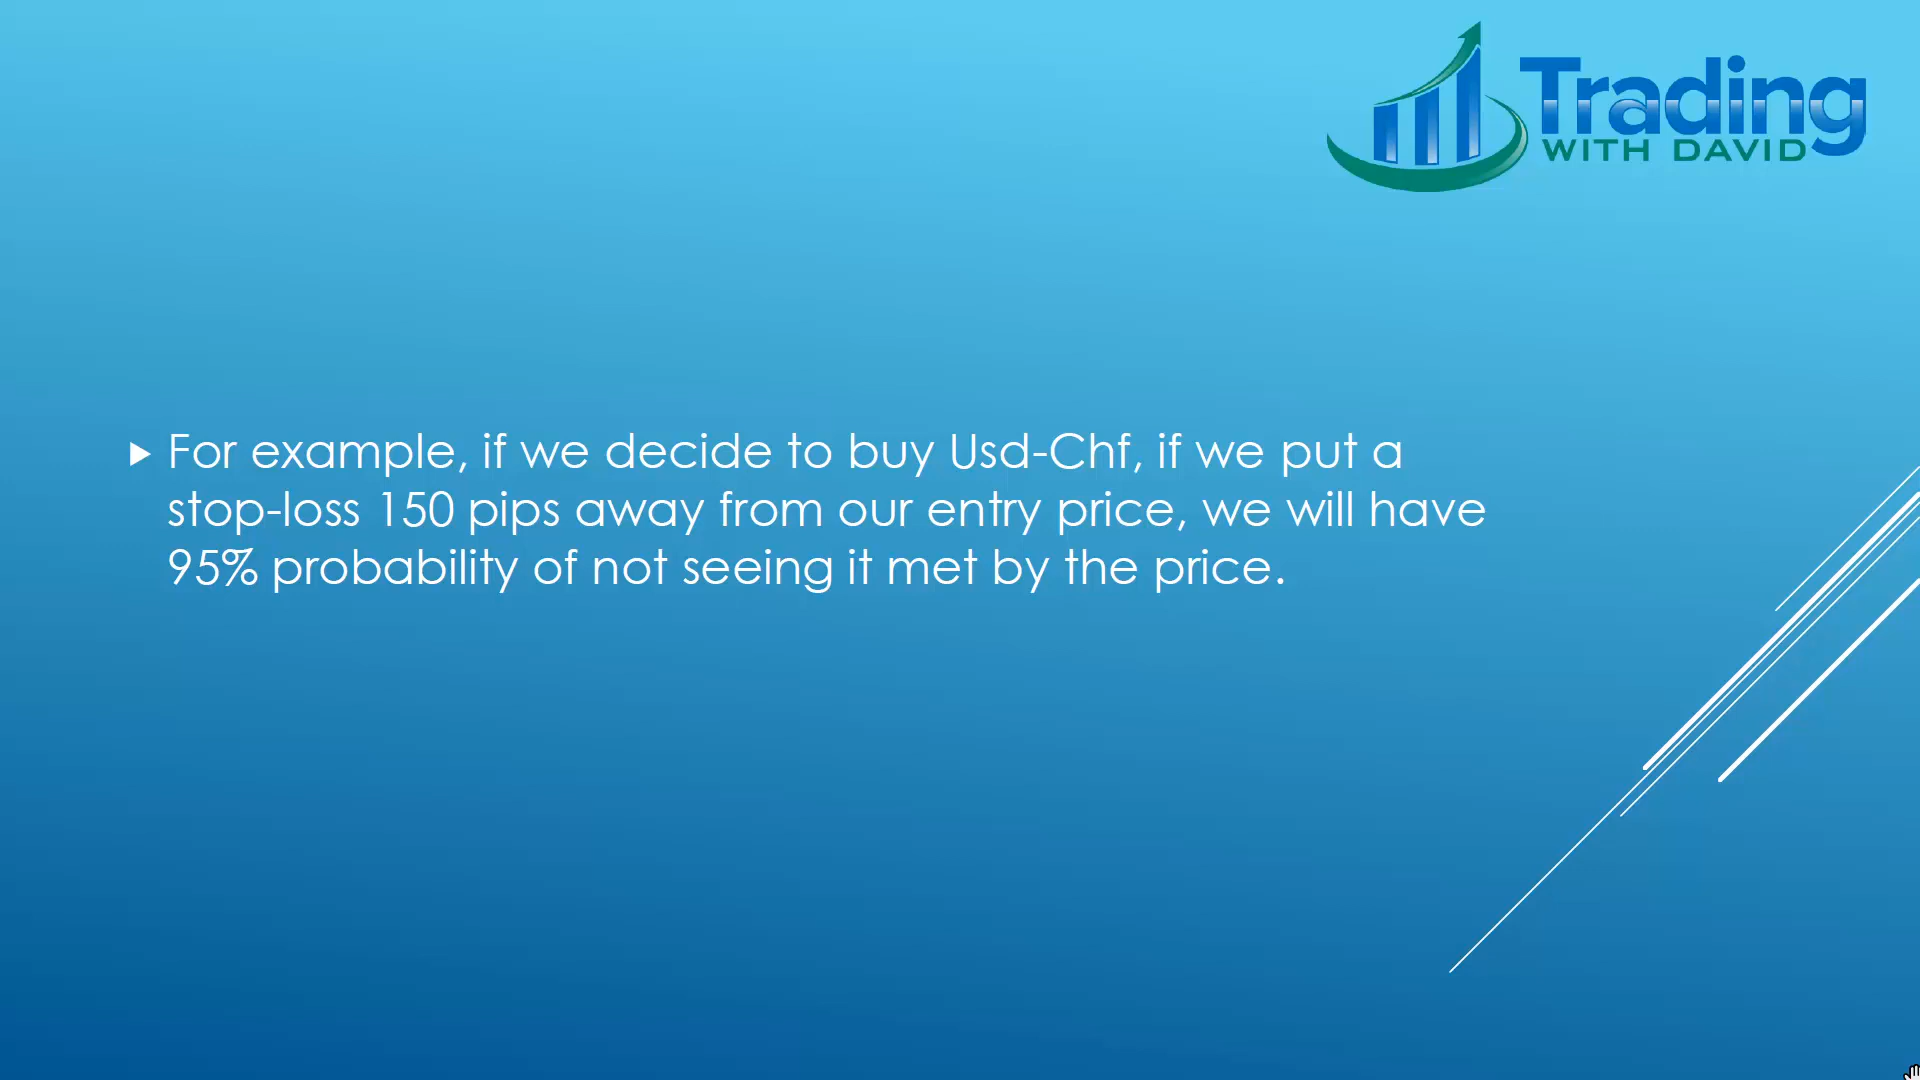 Trading
WITH DAVID
For example, if we decide to buy Usd-Chf, if we put a
stop-loss 150 pips away from our entry price, we will have
95% probability of not seeing it met by the price.